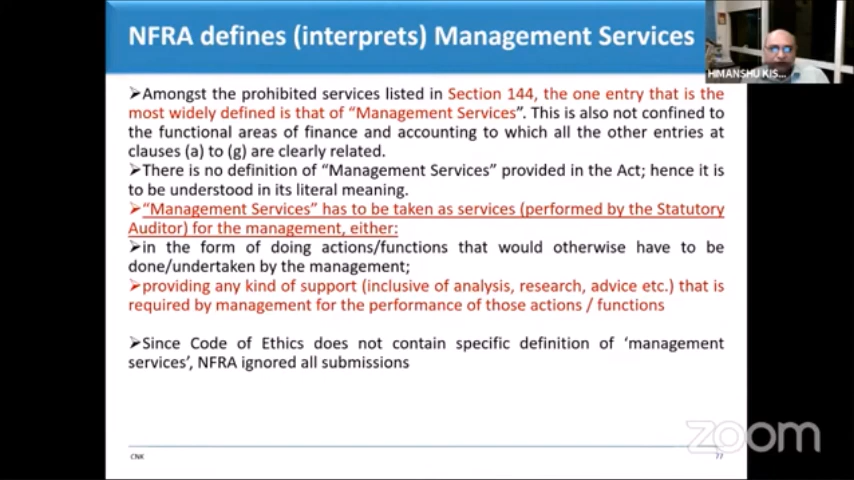 NFRA defines (interprets) Management Services
HIMANSHU KIS...
➤Amongst the prohibited services listed in Section 144, the one entry that is the
most widely defined is that of “Management Services”. This is also not confined to
the functional areas of finance and accounting to which all the other entries at
clauses (a) to (g) are clearly related.
➤There is no definition of “Management Services” provided in the Act; hence it is
to be understood in its literal meaning.
➤“Management Services” has to be taken as services (performed by the Statutory
Auditor) for the management, either:
➤in the form of doing actions/functions that would otherwise have to be
done/undertaken by the management;
➤providing any kind of support (inclusive of analysis, research, advice etc.) that is
required by management for the performance of those actions / functions
➤Since Code of Ethics does not contain specific definition of ‘management
services’, NFRA ignored all submissions
zoom
CNK
77